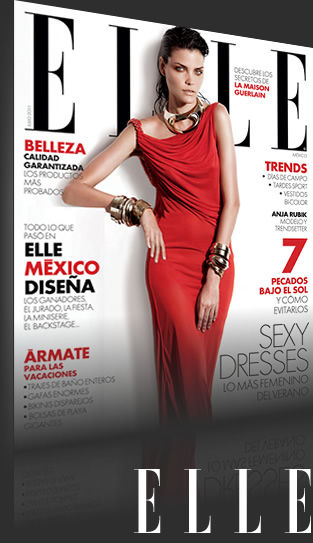 ELLE
DESCUBRE LOS
SECRETOS DE
LA MAISON
GUERLAIN
MÉXICO
BELLEZA
CALIDAD
GARANTIZADA
LOS PRODUCTOS
MÁS
PROBADOS
TRENDS
• DÍAS DE CAMPO
• TARDES SPORT
• VESTIDOS
BI-COLOR
ANJA RUBIK
MODELO Y
TRENDSETTER
TODO LO QUE
PASÓ EN
ELLE
MÉXICO
DISEÑA
LOS GANADORES,
EL JURADO, LA FIESTA,
LA MINISERIE,
EL BACKSTAGE...
7
PECADOS
BAJO EL SOL
Y CÓMO
EVITARLOS
SEXY
DRESSES
LO MÁS FEMENINO
DEL VERANO
ÁRMATE
PARA LAS
VACACIONES
• TRAJES DE BAÑO ENTEROS
• GAFAS ENORMES
• BIKINIS DISPAREJOS
• BOLSAS DE PLAYA
GIGANTES
ELLE